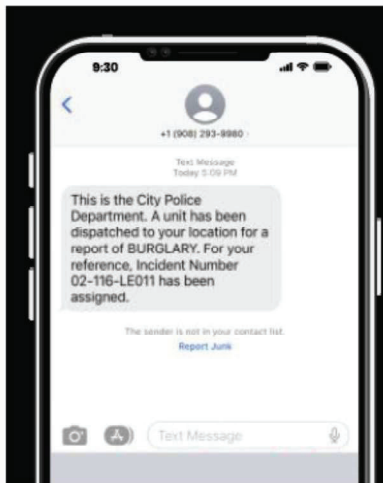 9:30
+1 (908) 293-9980 ›
Text Message
Today 5:09 PM
This is the City Police
Department. A unit has been
dispatched to your location for a
report of BURGLARY. For your
reference, Incident Number
02-116-LE011 has been
assigned.
The sender is not in your contact list.
Report Junk
Text Message